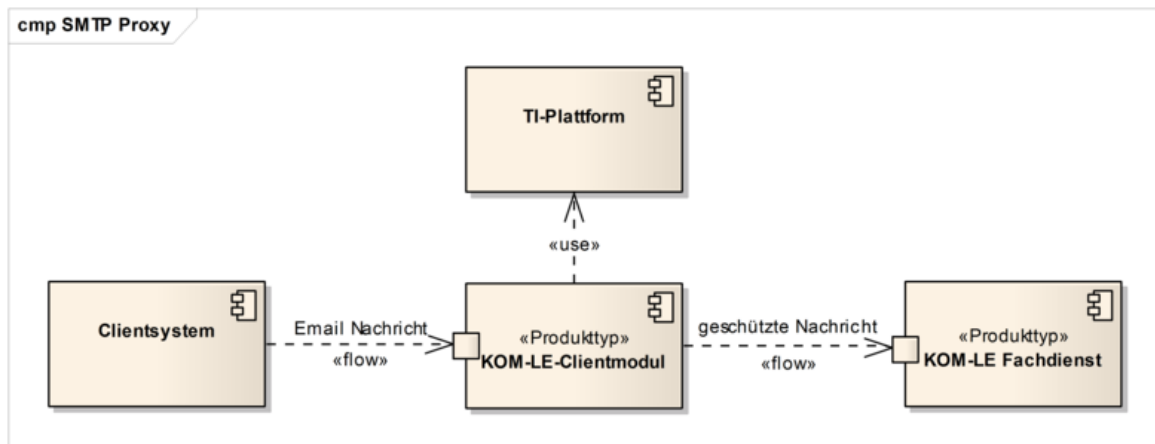 cmp SMTP Proxy
TI-Plattform
«use»
Clientsystem
Email Nachricht
«flow»
«Produkttyp»
KOM-LE-Clientmodul
geschützte Nachricht
«flow»
«Produkttyp»
KOM-LE Fachdienst